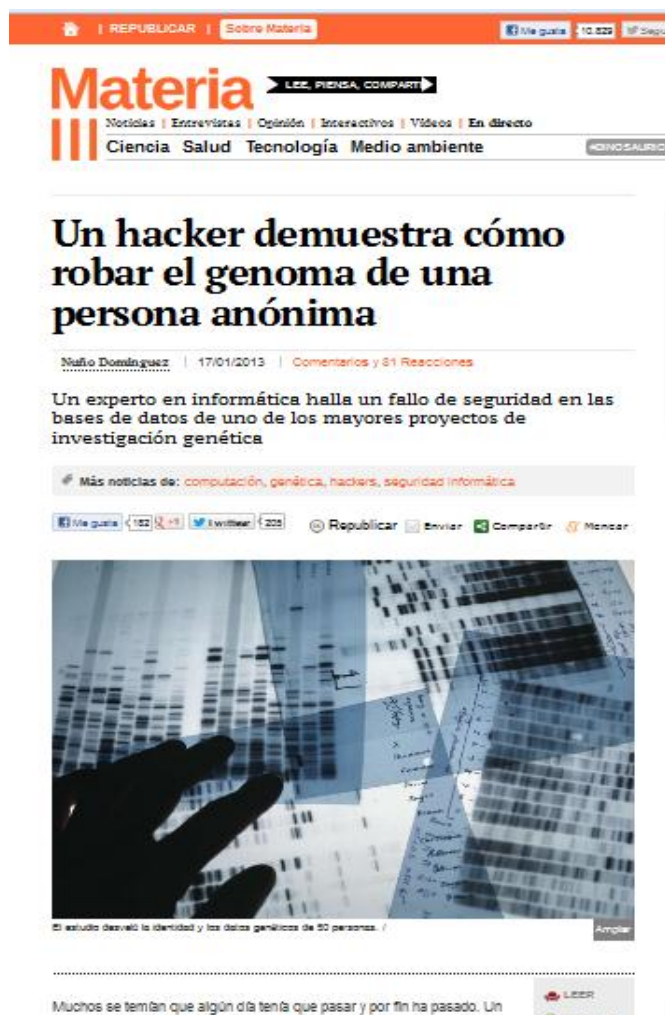 | REPUBLICAR | Sobre Materia
Me gusta 10.829 Segu
Materia LEE, PIENSA, COMPARTE
Noticias | Entrevistas | Opinión | Interactivos | Vídeos | En directo
Ciencia Salud Tecnología Medio ambiente
#DINOSAURIO
Un hacker demuestra cómo
robar el genoma de una
persona anónima
Nuño Domínguez | 17/01/2013 | Comentarios y 81 Reacciones
Un experto en informática halla un fallo de seguridad en las
bases de datos de uno de los mayores proyectos de
investigación genética
Más noticias de: computación, genética, hackers, seguridad informática
Me gusta 182 +1 Twittear 205 Republicar Enviar Compartir Menear
El estudio desveló la identidad y los datos genéticos de 50 personas. /
Ampliar
Muchos se temían que algún día tenía que pasar y por fin ha pasado. Un
LEER